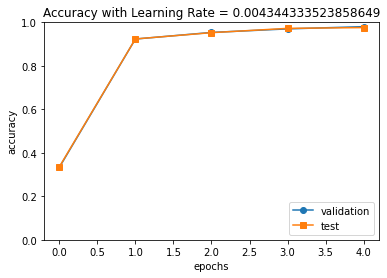 Accuracy with Learning Rate = 0.004344333523858649
1.0
0.8
0.6
0.4
0.2
0.0
accuracy
0.0 0.5 1.0 1.5 2.0 2.5 3.0 3.5 4.0
epochs
validation
test